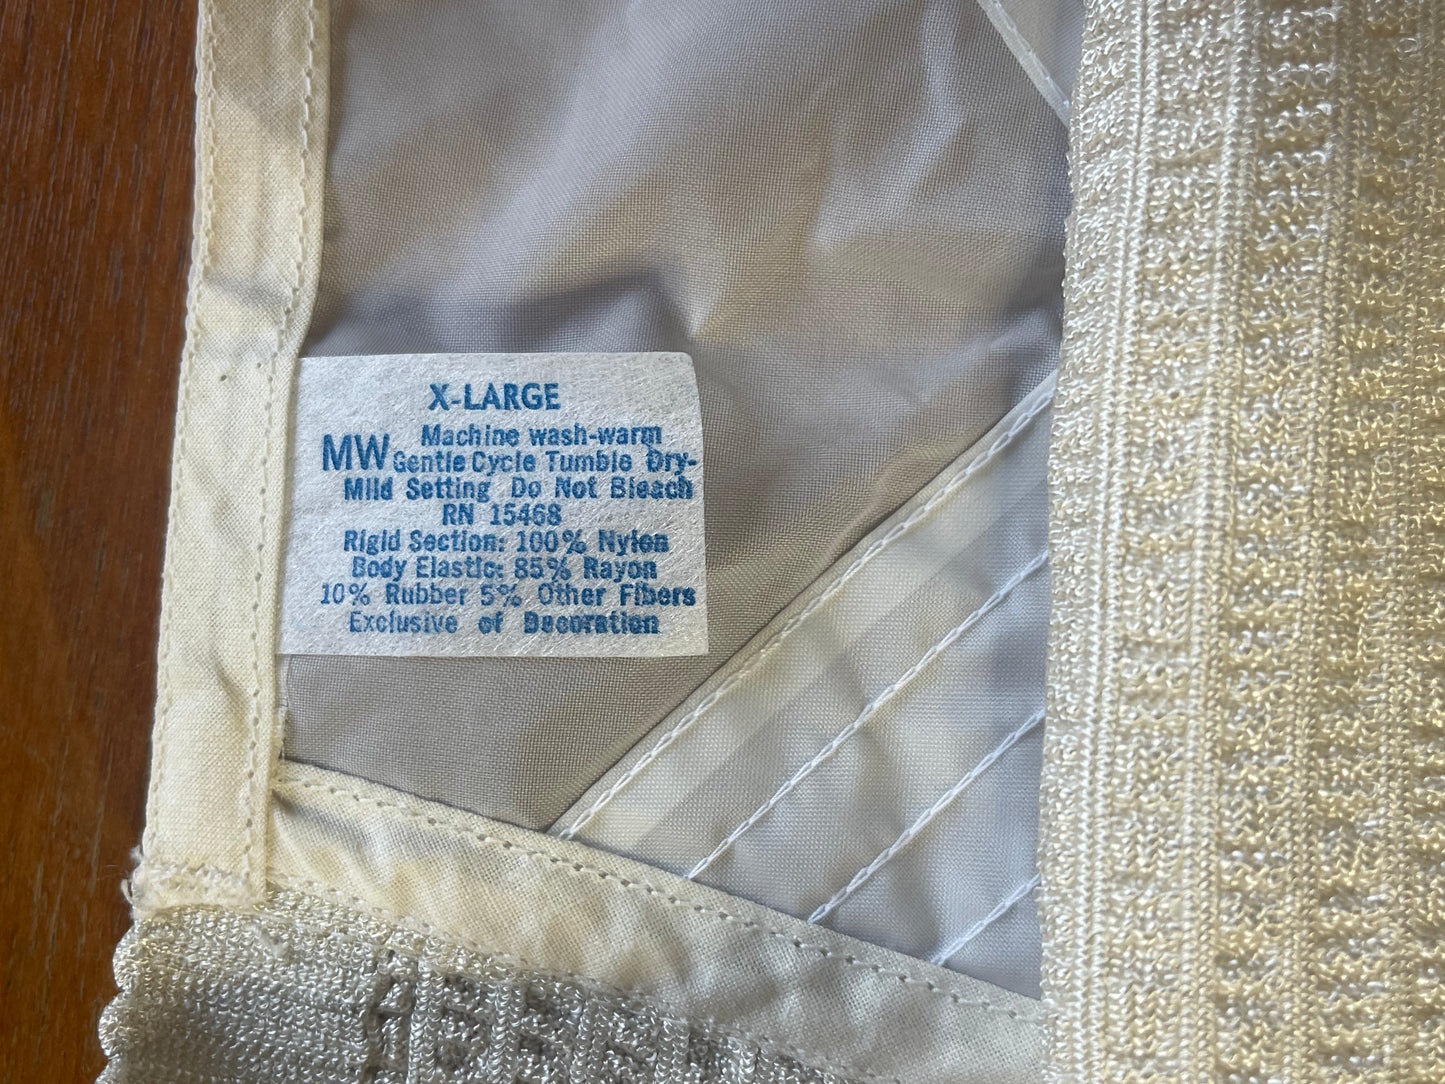 X-LARGE
MW Machine wash-warm
Gentle Cycle Tumble Dry-
Mild Setting Do Not Bleach
RN 15468
Rigid Section: 100% Nylon
Body Elastic: 85% Rayon
10% Rubber 5% Other Fibers
Exclusive of Decoration